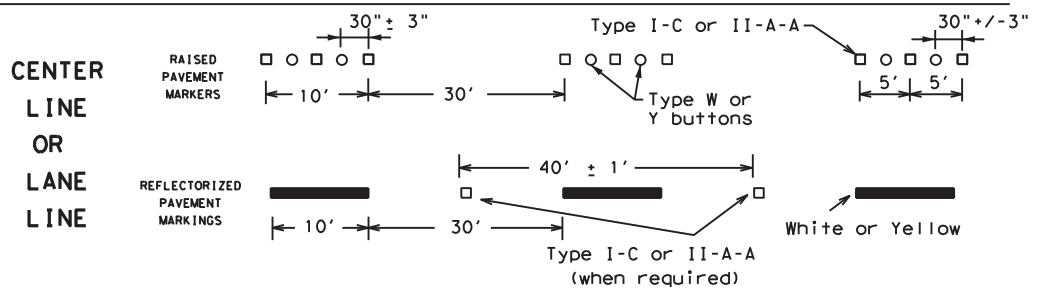 CENTER
LINE
OR
LANE
LINE
RAISED
PAVEMENT
MARKERS
30"± 3"
10'
30'
Type I-C or II-A-A
Type W or
Y buttons
30"+/-3"
5'
5'
REFLECTORIZED
PAVEMENT
MARKINGS
40' ± 1'
10'
30'
Type I-C or II-A-A
(when required)
White or Yellow